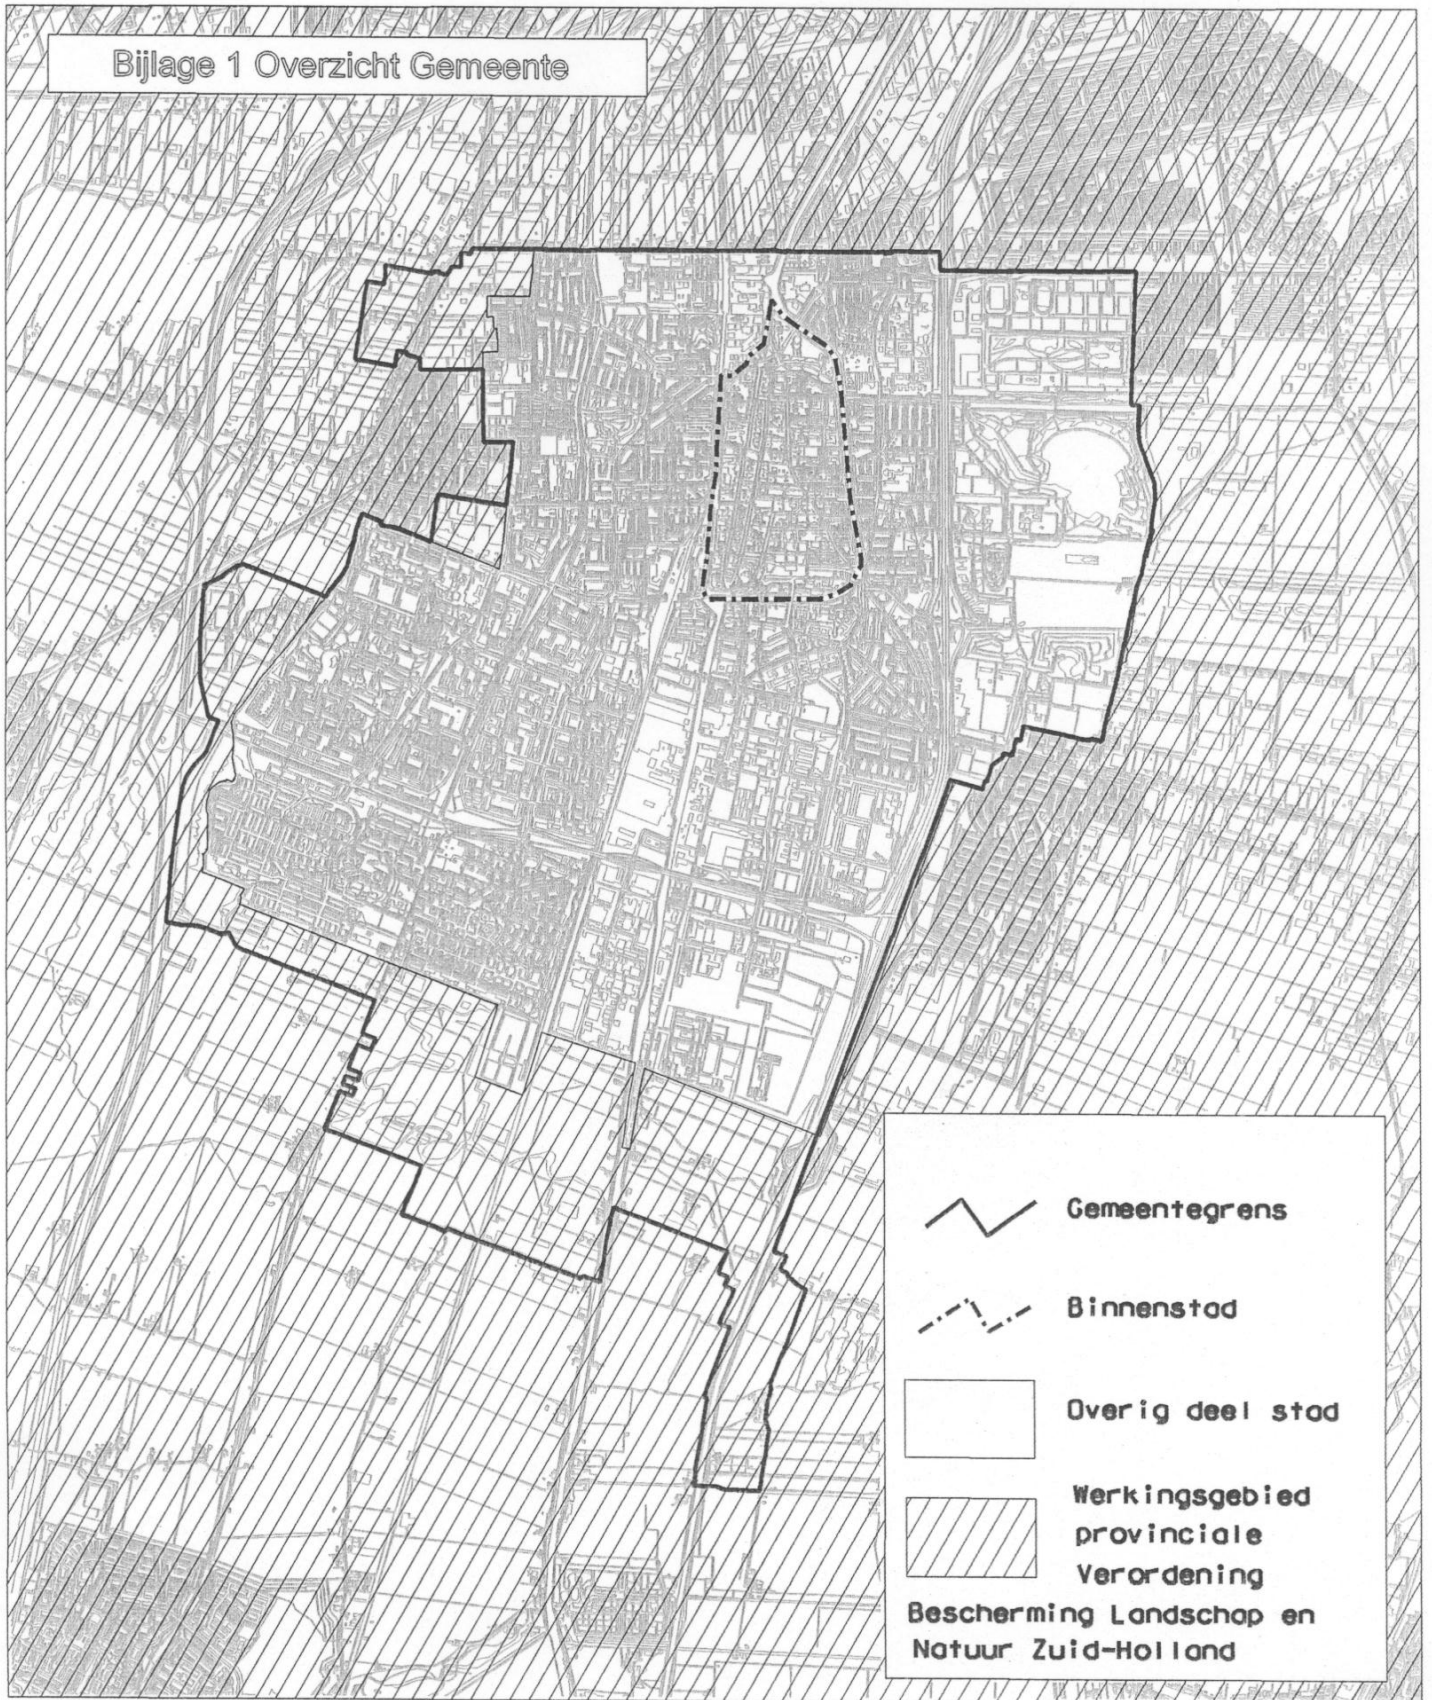 Bijlage 1 Overzicht Gemeente
Gemeentegrens
Binnenstad
Overig deel stad
Werkingsgebied
provinciale
Verordening
Bescherming Landschap en
Natuur Zuid-Holland